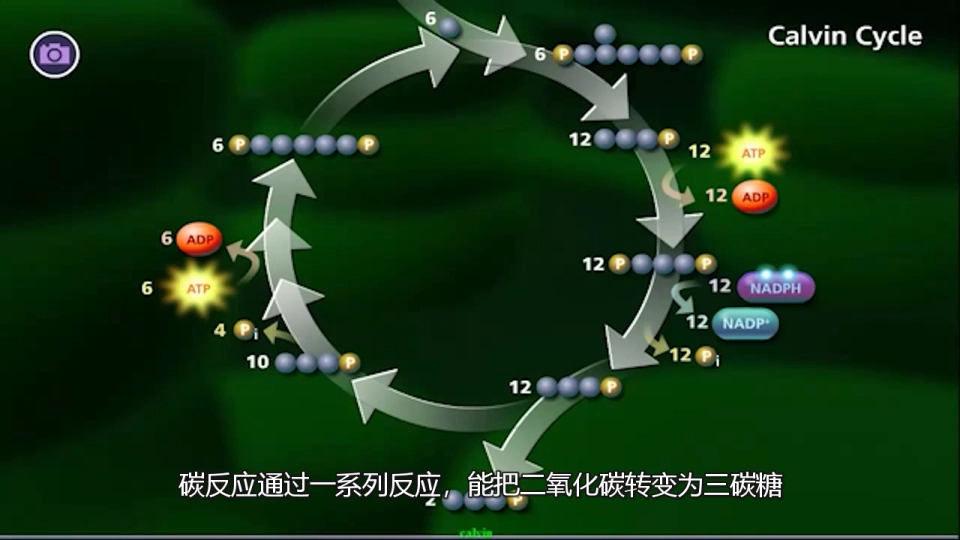 Calvin Cycle
6
6 P P
12 P
12 ATP
12 ADP
6 P P
12 P P
12 NADPH
12 NADP⁺
12 Pi
6 ADP
6 ATP
4 Pi
10 P
12 P
碳反应通过一系列反应，能把二氧化碳转变为三碳糖
2 P
calvin